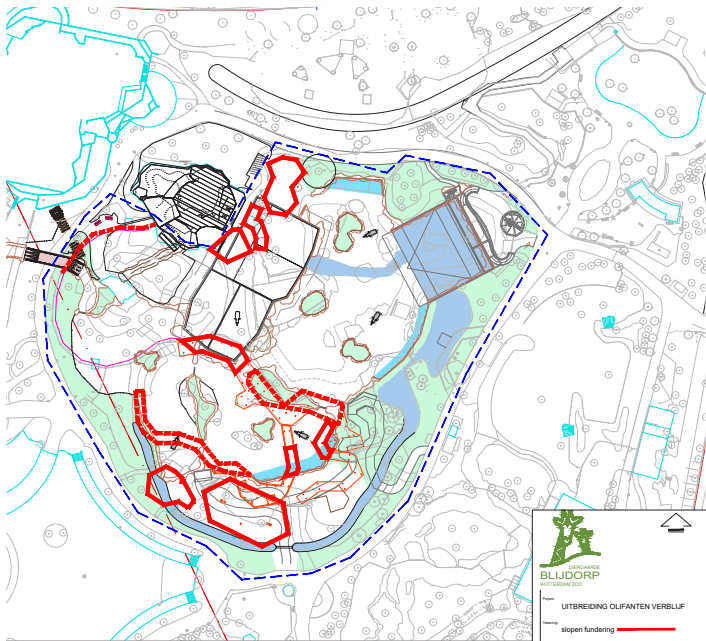 DIERGAARDE
BLIJDORP
ROTTERDAM ZOO
Project:
UITBREIDING OLIFANTEN VERBLIJF
Tekening:
slopen fundering